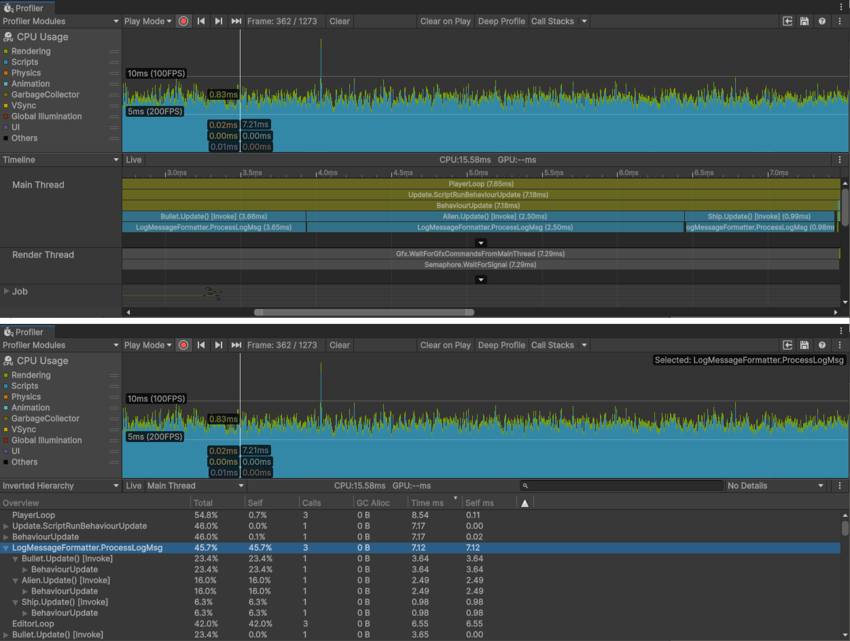 Profiler
Profiler Modules Play Mode Frame: 362 / 1273 Clear Clear on Play Deep Profile Call Stacks
CPU Usage
Rendering
Scripts
Physics
Animation
GarbageCollector
VSync
Global Illumination
UI
Others
10ms (100FPS)
0.83ms
5ms (200FPS)
0.02ms 7.21ms
0.00ms 0.00ms
0.01ms 0.00ms
Timeline Live CPU:15.58ms GPU:--ms
3.0ms 3.5ms 4.0ms 4.5ms 5.0ms 5.5ms 6.0ms 6.5ms 7.0ms
Main Thread
PlayerLoop (7.65ms)
Update.ScriptRunBehaviourUpdate (7.18ms)
BehaviourUpdate (7.18ms)
Bullet.Update() [Invoke] (3.66ms) Alien.Update() [Invoke] (2.50ms) Ship.Update() [Invoke] (0.99ms)
LogMessageFormatter.ProcessLogMsg (3.65ms) LogMessageFormatter.ProcessLogMsg (2.50ms) ogMessageFormatter.ProcessLogMsg (0.98ms
Render Thread
Gfx.WaitForGfxCommandsFromMainThread (7.29ms)
Semaphore.WaitForSignal (7.29ms)
Job
Profiler
Profiler Modules Play Mode Frame: 362 / 1273 Clear Clear on Play Deep Profile Call Stacks
CPU Usage
Selected: LogMessageFormatter.ProcessLogMsg
Rendering
Scripts
Physics
Animation
GarbageCollector
VSync
Global Illumination
UI
Others
10ms (100FPS)
0.83ms
5ms (200FPS)
0.02ms 7.21ms
0.00ms 0.00ms
0.01ms 0.00ms
Inverted Hierarchy Live Main Thread CPU:15.58ms GPU:--ms No Details
Overview Total Self Calls GC Alloc Time ms Self ms
PlayerLoop 54.8% 0.7% 3 0 B 8.54 0.11
Update.ScriptRunBehaviourUpdate 46.0% 0.0% 1 0 B 7.17 0.00
BehaviourUpdate 46.0% 0.1% 1 0 B 7.17 0.02
LogMessageFormatter.ProcessLogMsg 45.7% 45.7% 3 0 B 7.12 7.12
Bullet.Update() [Invoke] 23.4% 23.4% 1 0 B 3.64 3.64
BehaviourUpdate 23.4% 23.4% 1 0 B 3.64 3.64
Alien.Update() [Invoke] 16.0% 16.0% 1 0 B 2.49 2.49
BehaviourUpdate 16.0% 16.0% 1 0 B 2.49 2.49
Ship.Update() [Invoke] 6.3% 6.3% 1 0 B 0.98 0.98
BehaviourUpdate 6.3% 6.3% 1 0 B 0.98 0.98
EditorLoop 42.0% 42.0% 3 0 B 6.55 6.55
Bullet.Update() [Invoke] 23.4% 0.0% 1 0 B 3.65 0.00